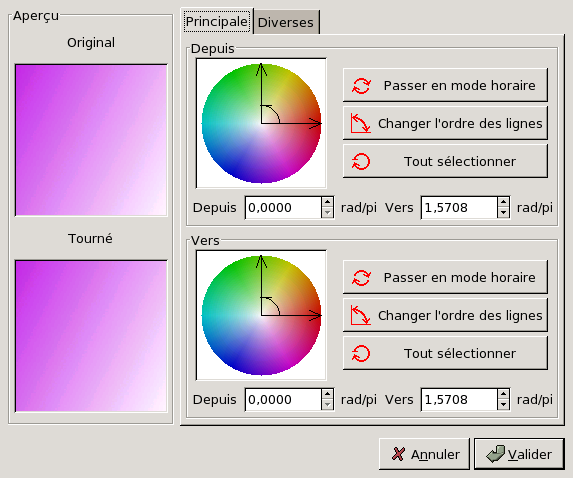 Aperçu
Original
Tourné
Principale
Diverses
Depuis
Passer en mode horaire
Changer l'ordre des lignes
Tout sélectionner
Depuis 0,0000 rad/pi Vers 1,5708 rad/pi
Vers
Passer en mode horaire
Changer l'ordre des lignes
Tout sélectionner
Depuis 0,0000 rad/pi Vers 1,5708 rad/pi
Annuler
Valider